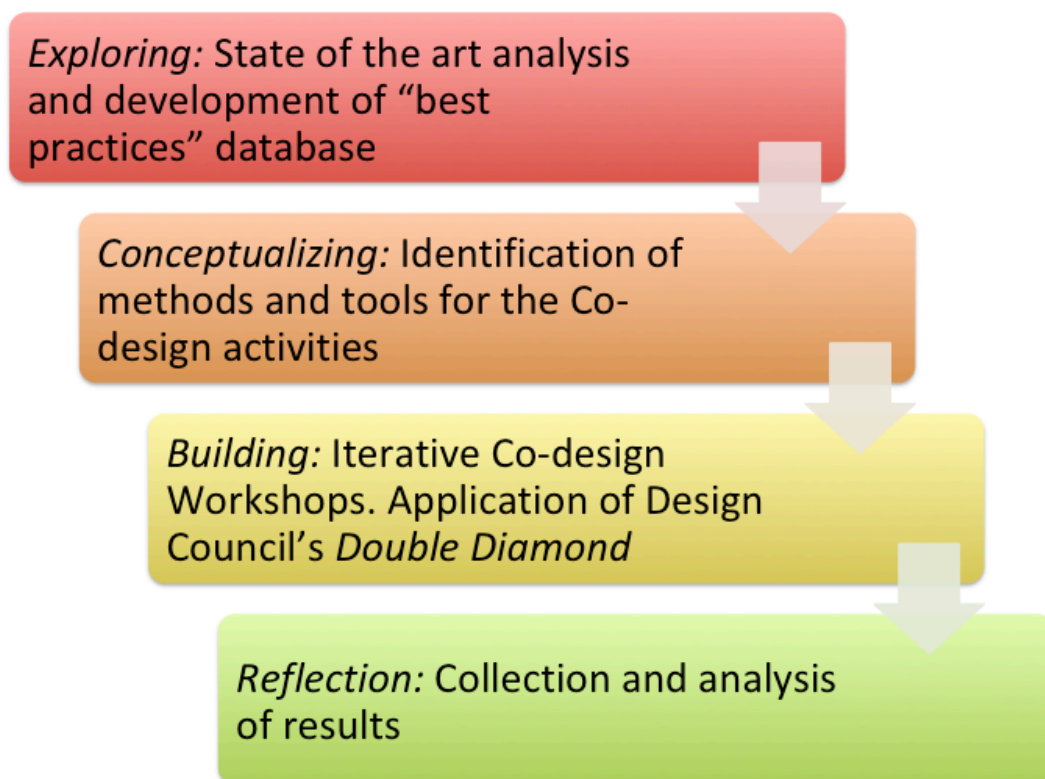 Exploring: State of the art analysis
and development of “best
practices” database
Conceptualizing: Identification of
methods and tools for the Co-
design activities
Building: Iterative Co-design
Workshops. Application of Design
Council’s Double Diamond
Reflection: Collection and analysis
of results